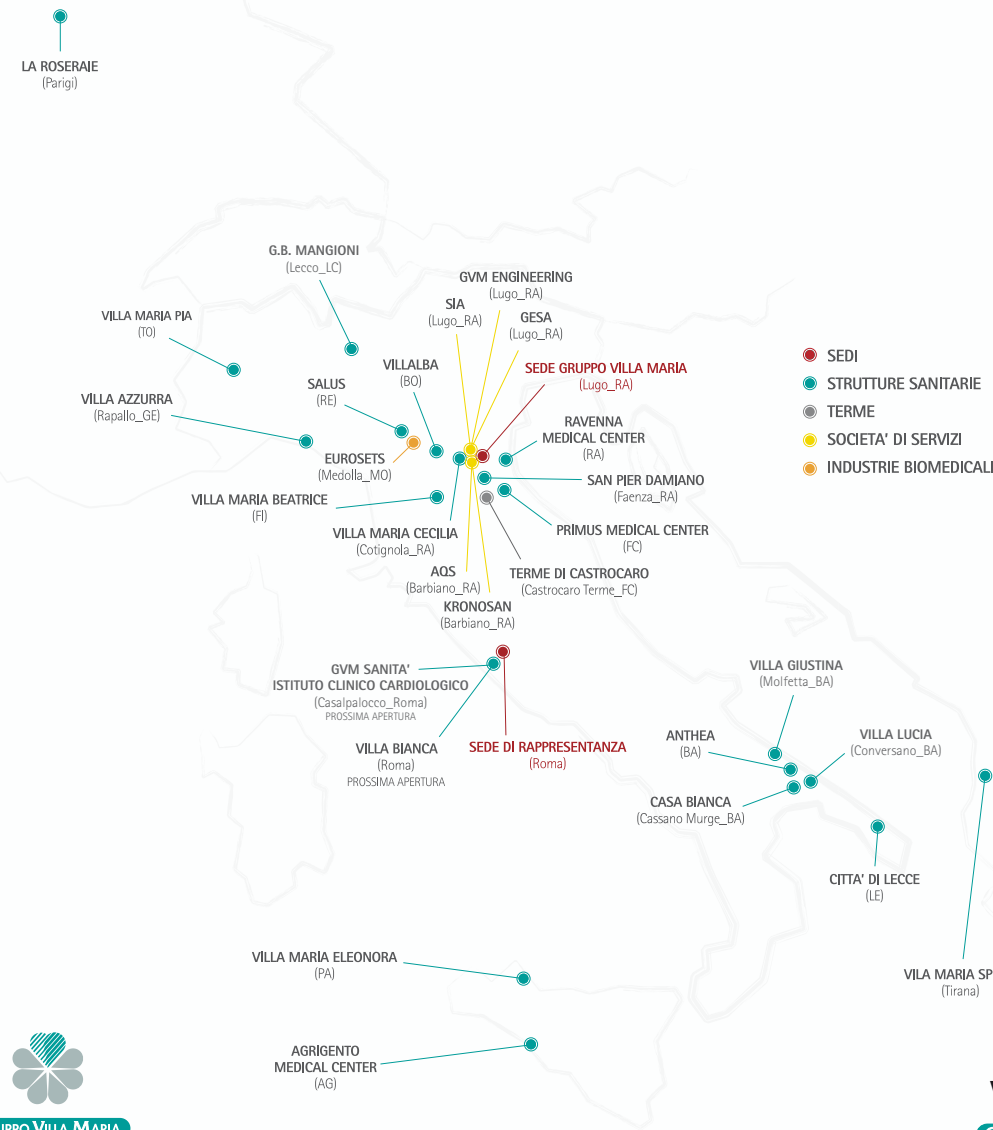 LA ROSERAIE
(Parigi)
G.B. MANGIONI
(Lecco_LC)
GVM ENGINEERING
(Lugo_RA)
SIA
(Lugo_RA)
GESA
(Lugo_RA)
VILLA MARIA PIA
(TO)
VILLALBA
(BO)
SEDE GRUPPO VILLA MARIA
(Lugo_RA)
SALUS
(RE)
VILLA AZZURRA
(Rapallo_GE)
RAVENNA
MEDICAL CENTER
(RA)
EUROSETS
(Medolla_MO)
SAN PIER DAMIANO
(Faenza_RA)
VILLA MARIA BEATRICE
(FI)
VILLA MARIA CECILIA
(Cotignola_RA)
PRIMUS MEDICAL CENTER
(FC)
AQS
(Barbiano_RA)
TERME DI CASTROCARO
(Castrocaro Terme_FC)
KRONOSAN
(Barbiano_RA)
SEDI
STRUTTURE SANITARIE
TERME
SOCIETA' DI SERVIZI
INDUSTRIE BIOMEDICALI
GVM SANITA'
ISTITUTO CLINICO CARDIOLOGICO
(Casalpalocco_Roma)
PROSSIMA APERTURA
VILLA BIANCA
(Roma)
PROSSIMA APERTURA
SEDE DI RAPPRESENTANZA
(Roma)
VILLA GIUSTINA
(Molfetta_BA)
ANTHEA
(BA)
VILLA LUCIA
(Conversano_BA)
CASA BIANCA
(Cassano Murge_BA)
CITTA' DI LECCE
(LE)
VILLA MARIA ELEONORA
(PA)
VILA MARIA SP
(Tirana)
AGRIGENTO
MEDICAL CENTER
(AG)
VILLA MARIA